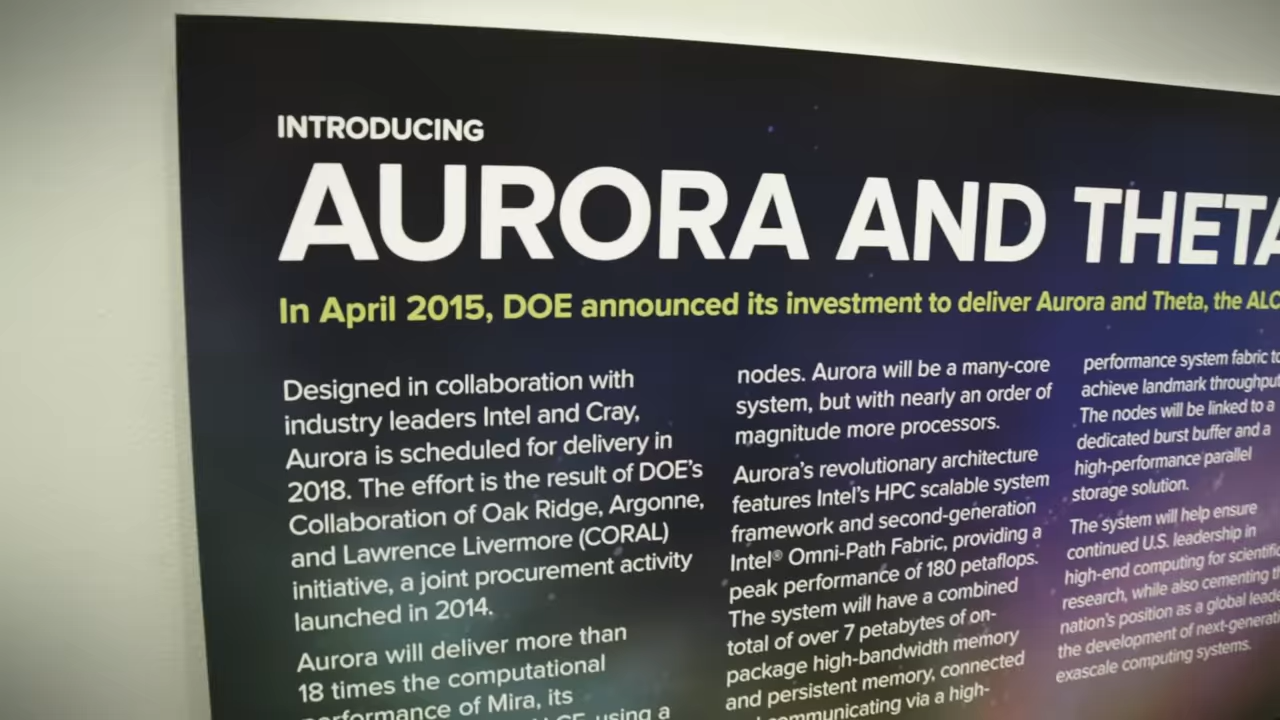 INTRODUCING
AURORA AND THETA
In April 2015, DOE announced its investment to deliver Aurora and Theta, the ALC
Designed in collaboration with
industry leaders Intel and Cray,
Aurora is scheduled for delivery in
2018. The effort is the result of DOE's
Collaboration of Oak Ridge, Argonne,
and Lawrence Livermore (CORAL)
initiative, a joint procurement activity
launched in 2014.
Aurora will deliver more than
18 times the computational
performance of Mira, its
using a
nodes. Aurora will be a many-core
system, but with nearly an order of
magnitude more processors.
Aurora's revolutionary architecture
features Intel's HPC scalable system
framework and second-generation
Intel® Omni-Path Fabric, providing a
peak performance of 180 petaflops.
The system will have a combined
total of over 7 petabytes of on-
package high-bandwidth memory
and persistent memory, connected
communicating via a high-
performance system fabric to
achieve landmark throughput
The nodes will be linked to a
dedicated burst buffer and a
high-performance parallel
storage solution.
The system will help ensure
continued U.S. leadership in
high-end computing for scientific
research, while also cementing th
nation's position as a global leade
the development of next-generati
exascale computing systems.